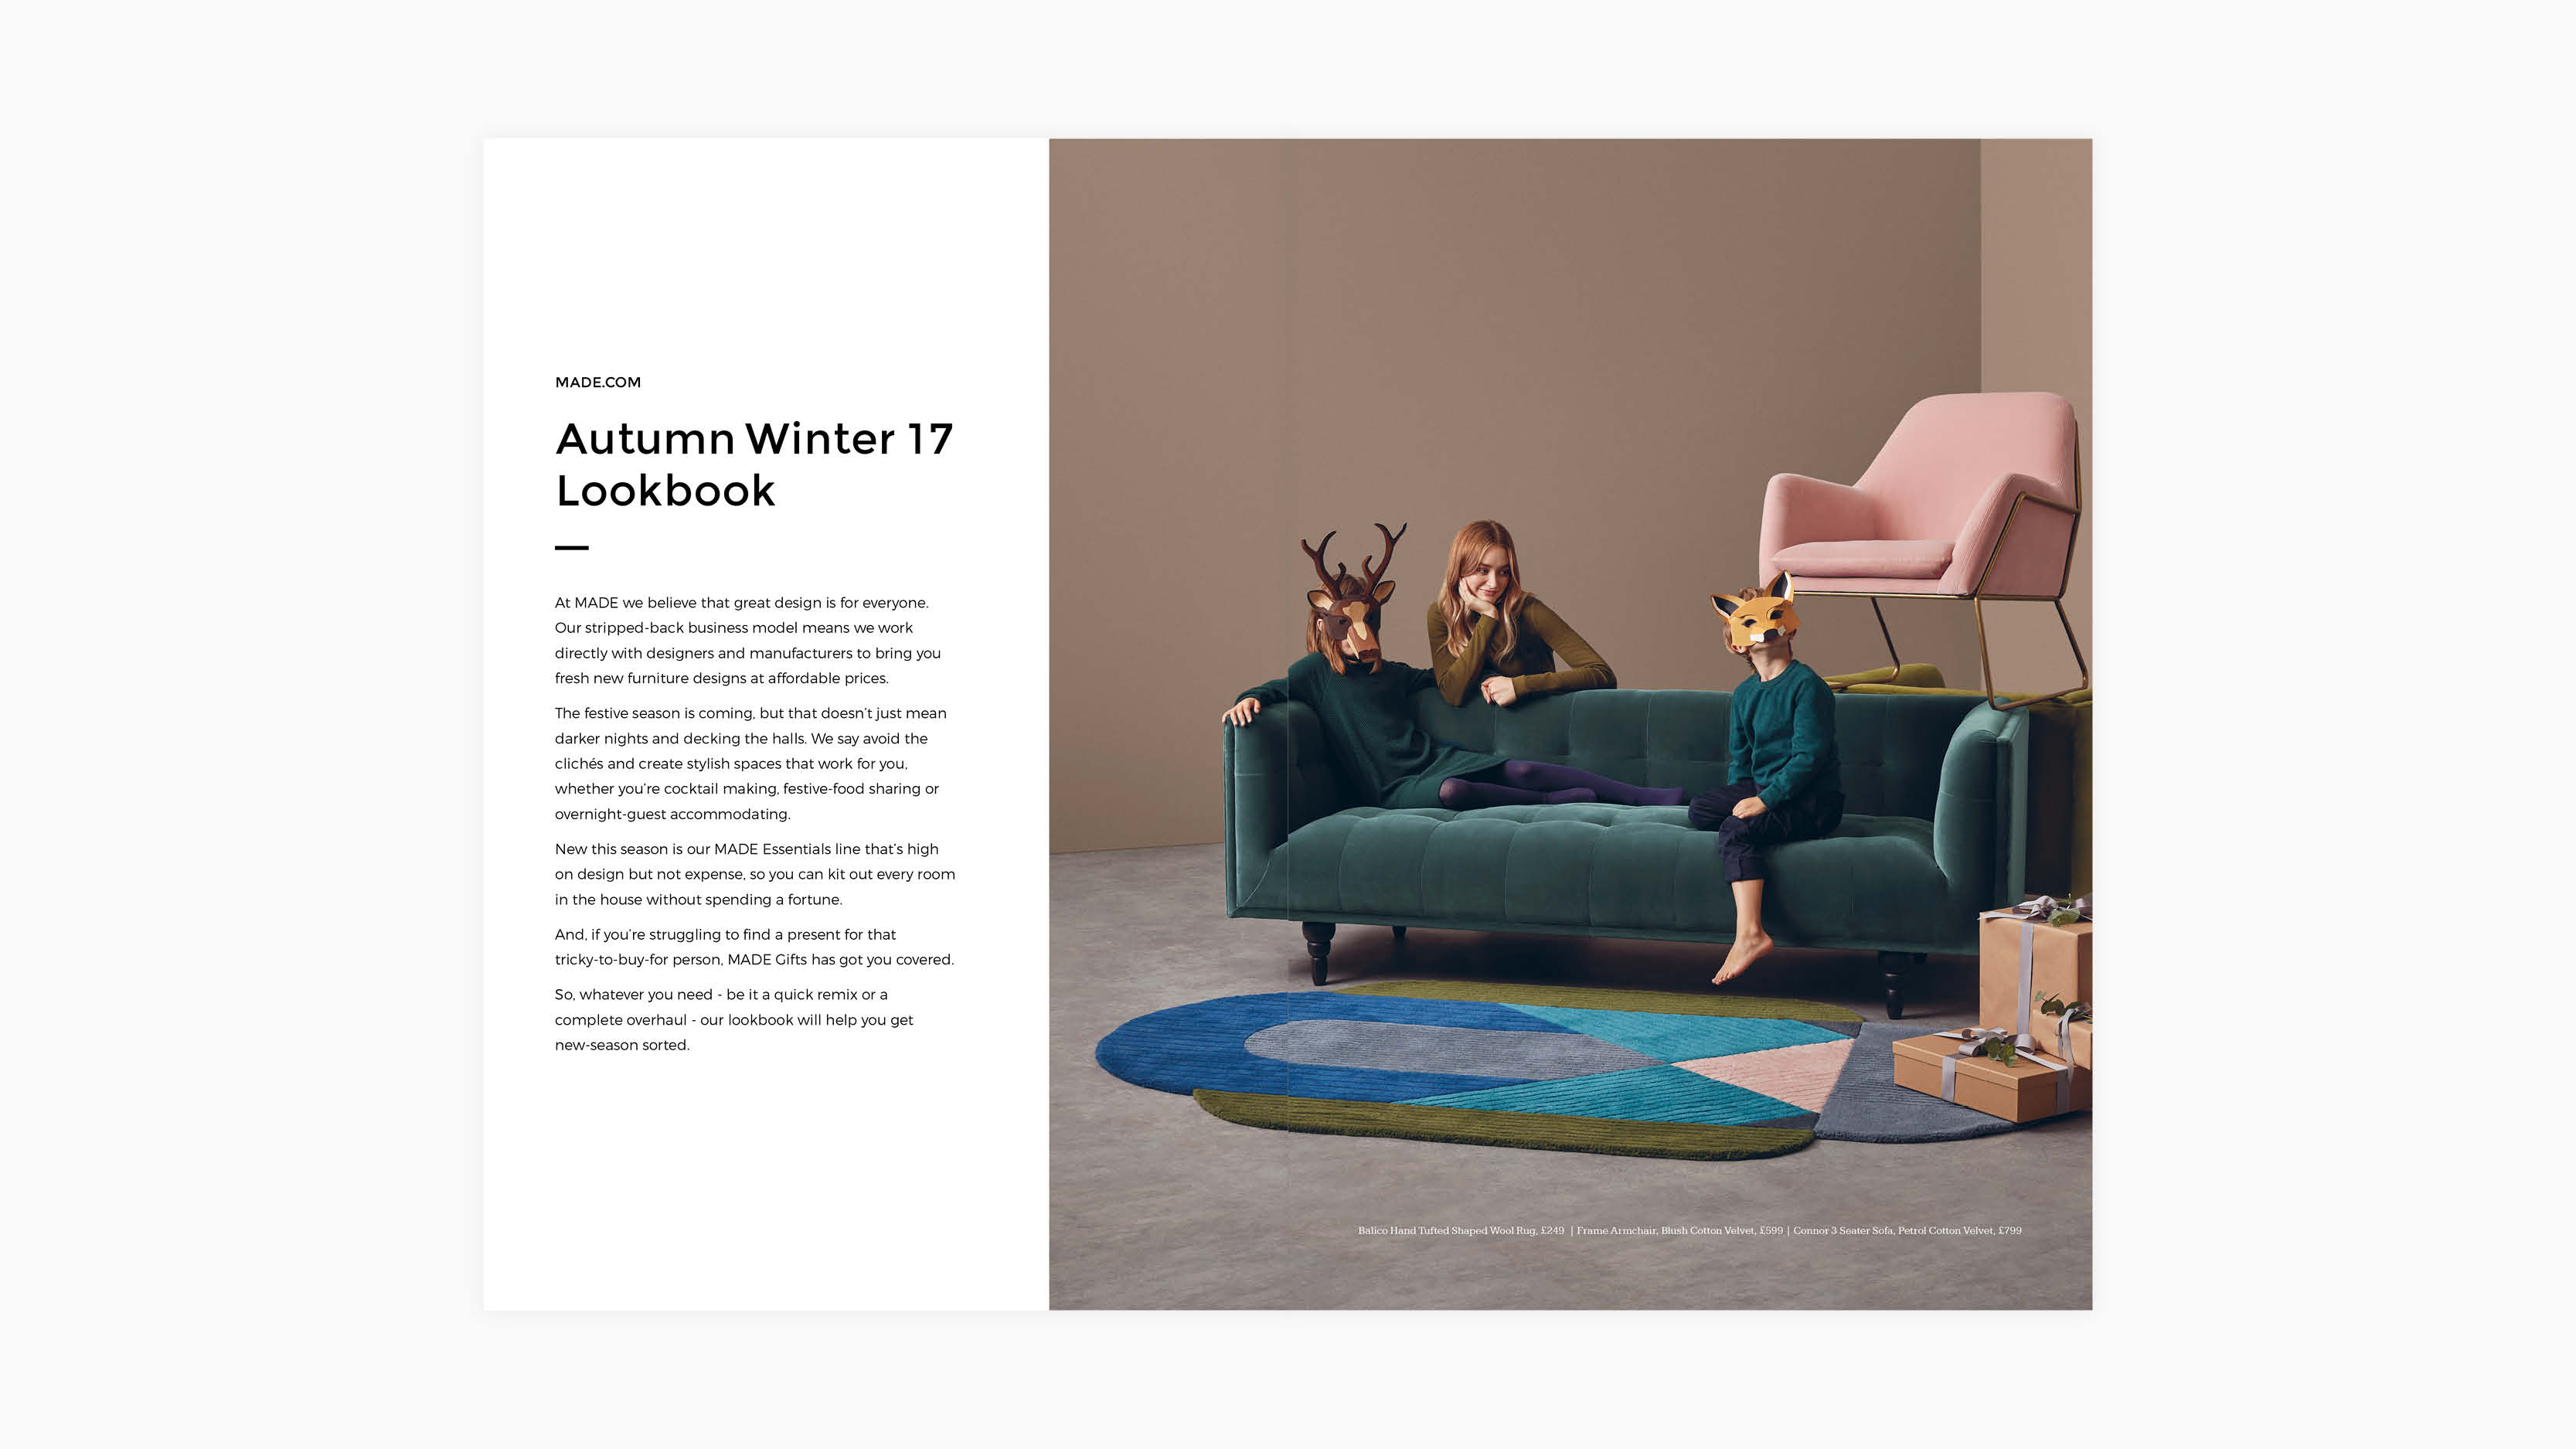 MADE.COM
Autumn Winter 17
Lookbook
At MADE we believe that great design is for everyone.
Our stripped-back business model means we work
directly with designers and manufacturers to bring you
fresh new furniture designs at affordable prices.
The festive season is coming, but that doesn’t just mean
darker nights and decking the halls. We say avoid the
clichés and create stylish spaces that work for you,
whether you’re cocktail making, festive-food sharing or
overnight-guest accommodating.
New this season is our MADE Essentials line that’s high
on design but not expense, so you can kit out every room
in the house without spending a fortune.
And, if you’re struggling to find a present for that
tricky-to-buy-for person, MADE Gifts has got you covered.
So, whatever you need - be it a quick remix or a
complete overhaul - our lookbook will help you get
new-season sorted.
Balico Hand Tufted Shaped Wool Rug, £249 | Frame Armchair, Blush Cotton Velvet, £599 | Connor 3 Seater Sofa, Petrol Cotton Velvet, £799